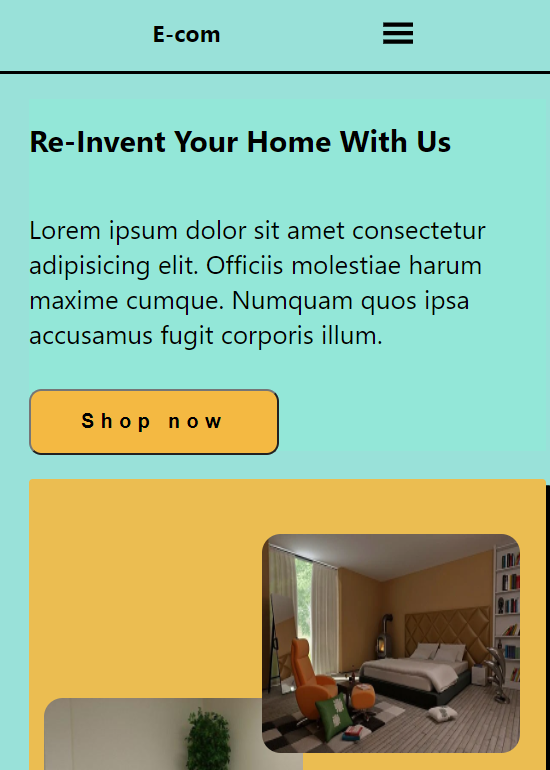 E-com
Re-Invent Your Home With Us
Lorem ipsum dolor sit amet consectetur
adipisicing elit. Officiis molestiae harum
maxime cumque. Numquam quos ipsa
accusamus fugit corporis illum.
Shop now